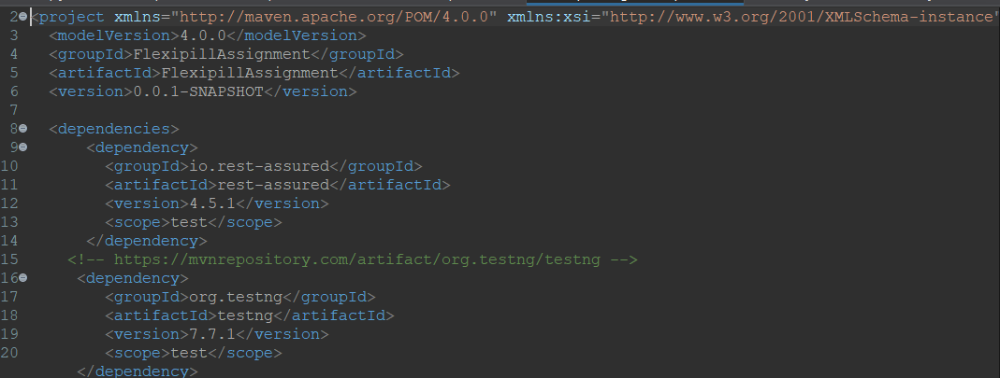 2 <project xmlns="http://maven.apache.org/POM/4.0.0" xmlns:xsi="http://www.w3.org/2001/XMLSchema-instance"
3 <modelVersion>4.0.0</modelVersion>
4 <groupId>FlexipillAssignment</groupId>
5 <artifactId>FlexipillAssignment</artifactId>
6 <version>0.0.1-SNAPSHOT</version>
7
8 <dependencies>
9 <dependency>
10 <groupId>io.rest-assured</groupId>
11 <artifactId>rest-assured</artifactId>
12 <version>4.5.1</version>
13 <scope>test</scope>
14 </dependency>
15 <!-- https://mvnrepository.com/artifact/org.testng/testng -->
16 <dependency>
17 <groupId>org.testng</groupId>
18 <artifactId>testng</artifactId>
19 <version>7.7.1</version>
20 <scope>test</scope>
</dependency>